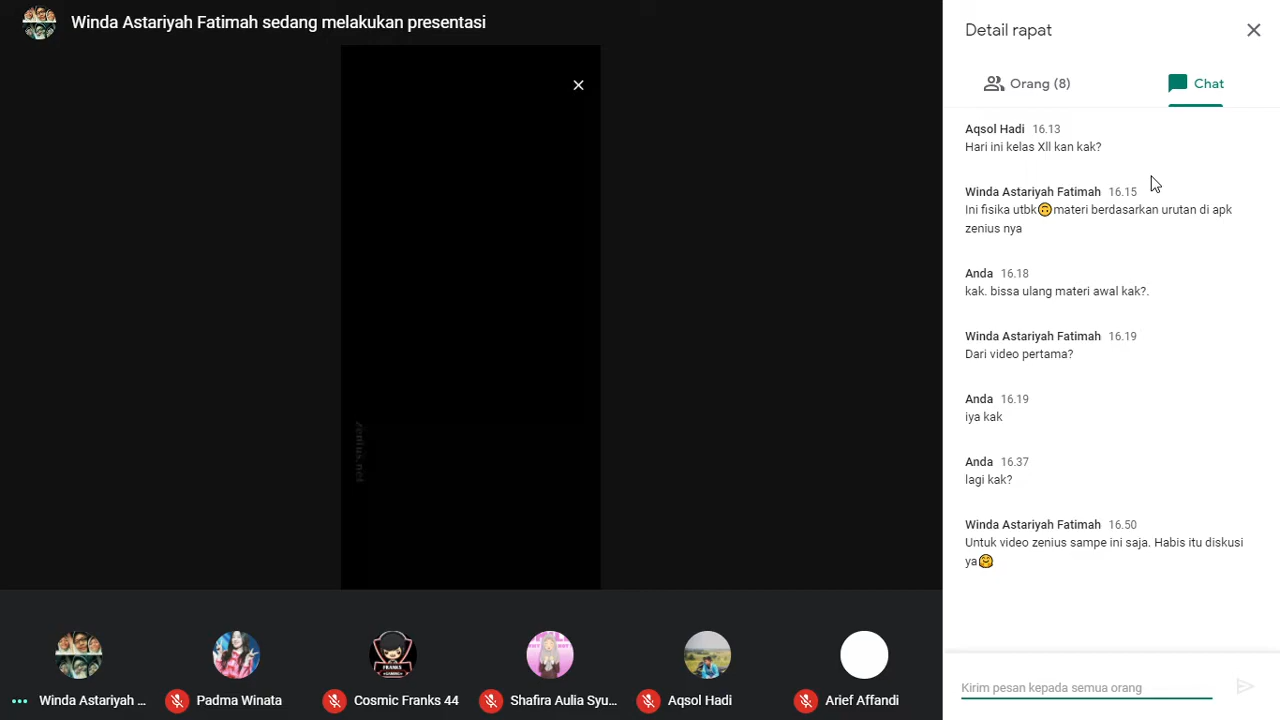 Winda Astariyah Fatimah sedang melakukan presentasi
zenius.net
Detail rapat
Orang (8)
Chat
Aqsol Hadi 16.13
Hari ini kelas Xll kan kak?
Winda Astariyah Fatimah 16.15
Ini fisika utbk🙃materi berdasarkan urutan di apk
zenius nya
Anda 16.18
kak. bissa ulang materi awal kak?.
Winda Astariyah Fatimah 16.19
Dari video pertama?
Anda 16.19
iya kak
Anda 16.37
lagi kak?
Winda Astariyah Fatimah 16.50
Untuk video zenius sampe ini saja. Habis itu diskusi
ya🤗
Kirim pesan kepada semua orang
Winda Astariyah ...
Padma Winata
FRANKS
Cosmic Franks 44
Shafira Aulia Syu...
Aqsol Hadi
Arief Affandi